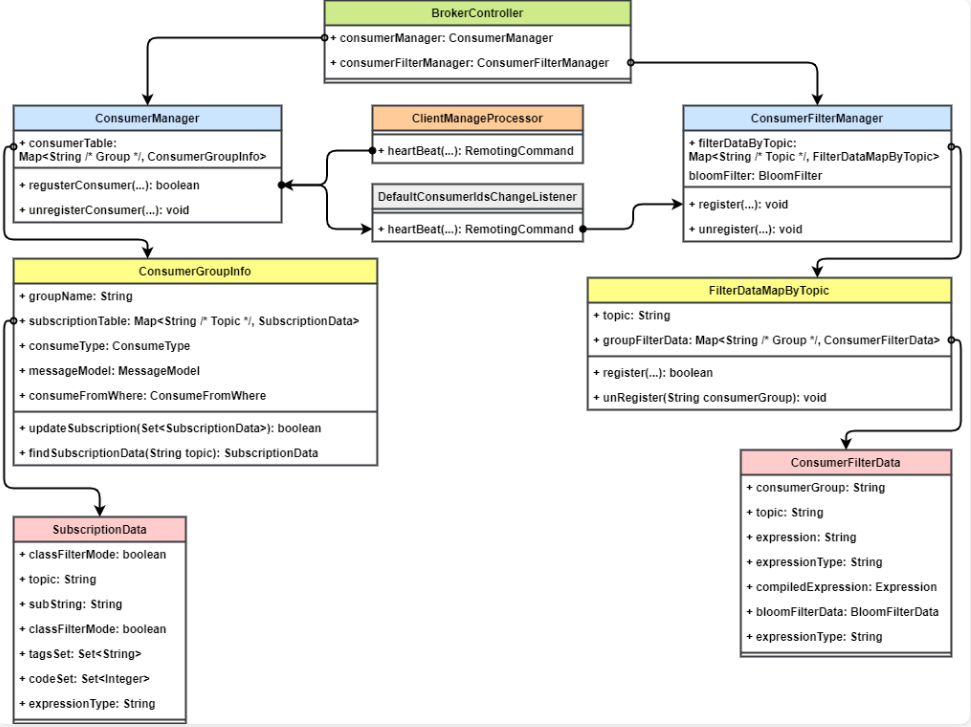 BrokerController
+ consumerManager: ConsumerManager
+ consumerFilterManager: ConsumerFilterManager
ConsumerManager
+ consumerTable:
Map<String /* Group */, ConsumerGroupInfo>
+ regusterConsumer(...): boolean
+ unregisterConsumer(...): void
ClientManageProcessor
+ heartBeat(...): RemotingCommand
DefaultConsumerIdsChangeListener
+ heartBeat(...): RemotingCommand
ConsumerFilterManager
+ filterDataByTopic:
Map<String /* Topic */, FilterDataMapByTopic>
bloomFilter: BloomFilter
+ register(...): void
+ unregister(...): void
ConsumerGroupInfo
+ groupName: String
+ subscriptionTable: Map<String /* Topic */, SubscriptionData>
+ consumeType: ConsumeType
+ messageModel: MessageModel
+ consumeFromWhere: ConsumeFromWhere
+ updateSubscription(Set<SubscriptionData>): boolean
+ findSubscriptionData(String topic): SubscriptionData
FilterDataMapByTopic
+ topic: String
+ groupFilterData: Map<String /* Group */, ConsumerFilterData>
+ register(...): boolean
+ unRegister(String consumerGroup): void
SubscriptionData
+ classFilterMode: boolean
+ topic: String
+ subString: String
+ classFilterMode: boolean
+ tagsSet: Set<String>
+ codeSet: Set<Integer>
+ expressionType: String
ConsumerFilterData
+ consumerGroup: String
+ topic: String
+ expression: String
+ expressionType: String
+ compiledExpression: Expression
+ bloomFilterData: BloomFilterData
+ expressionType: String